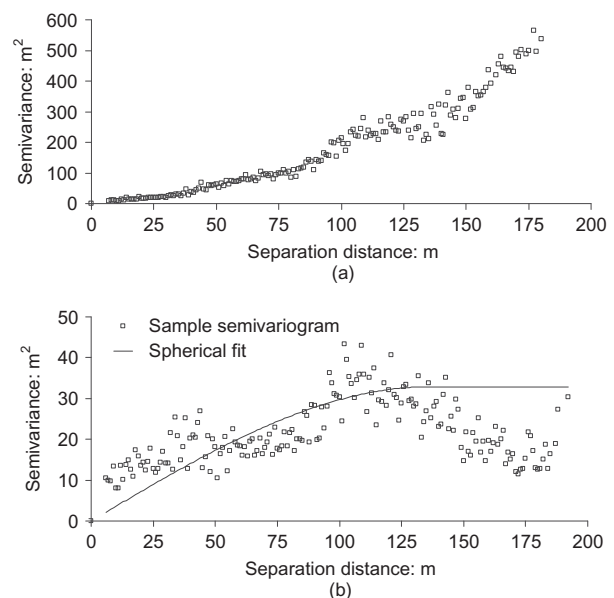 600
500
400
300
200
100
0
Semivariance: m²
0 25 50 75 100 125 150 175 200
Separation distance: m
(a)
50
40
30
20
10
0
Semivariance: m²
Sample semivariogram
Spherical fit
0 25 50 75 100 125 150 175 200
Separation distance: m
(b)